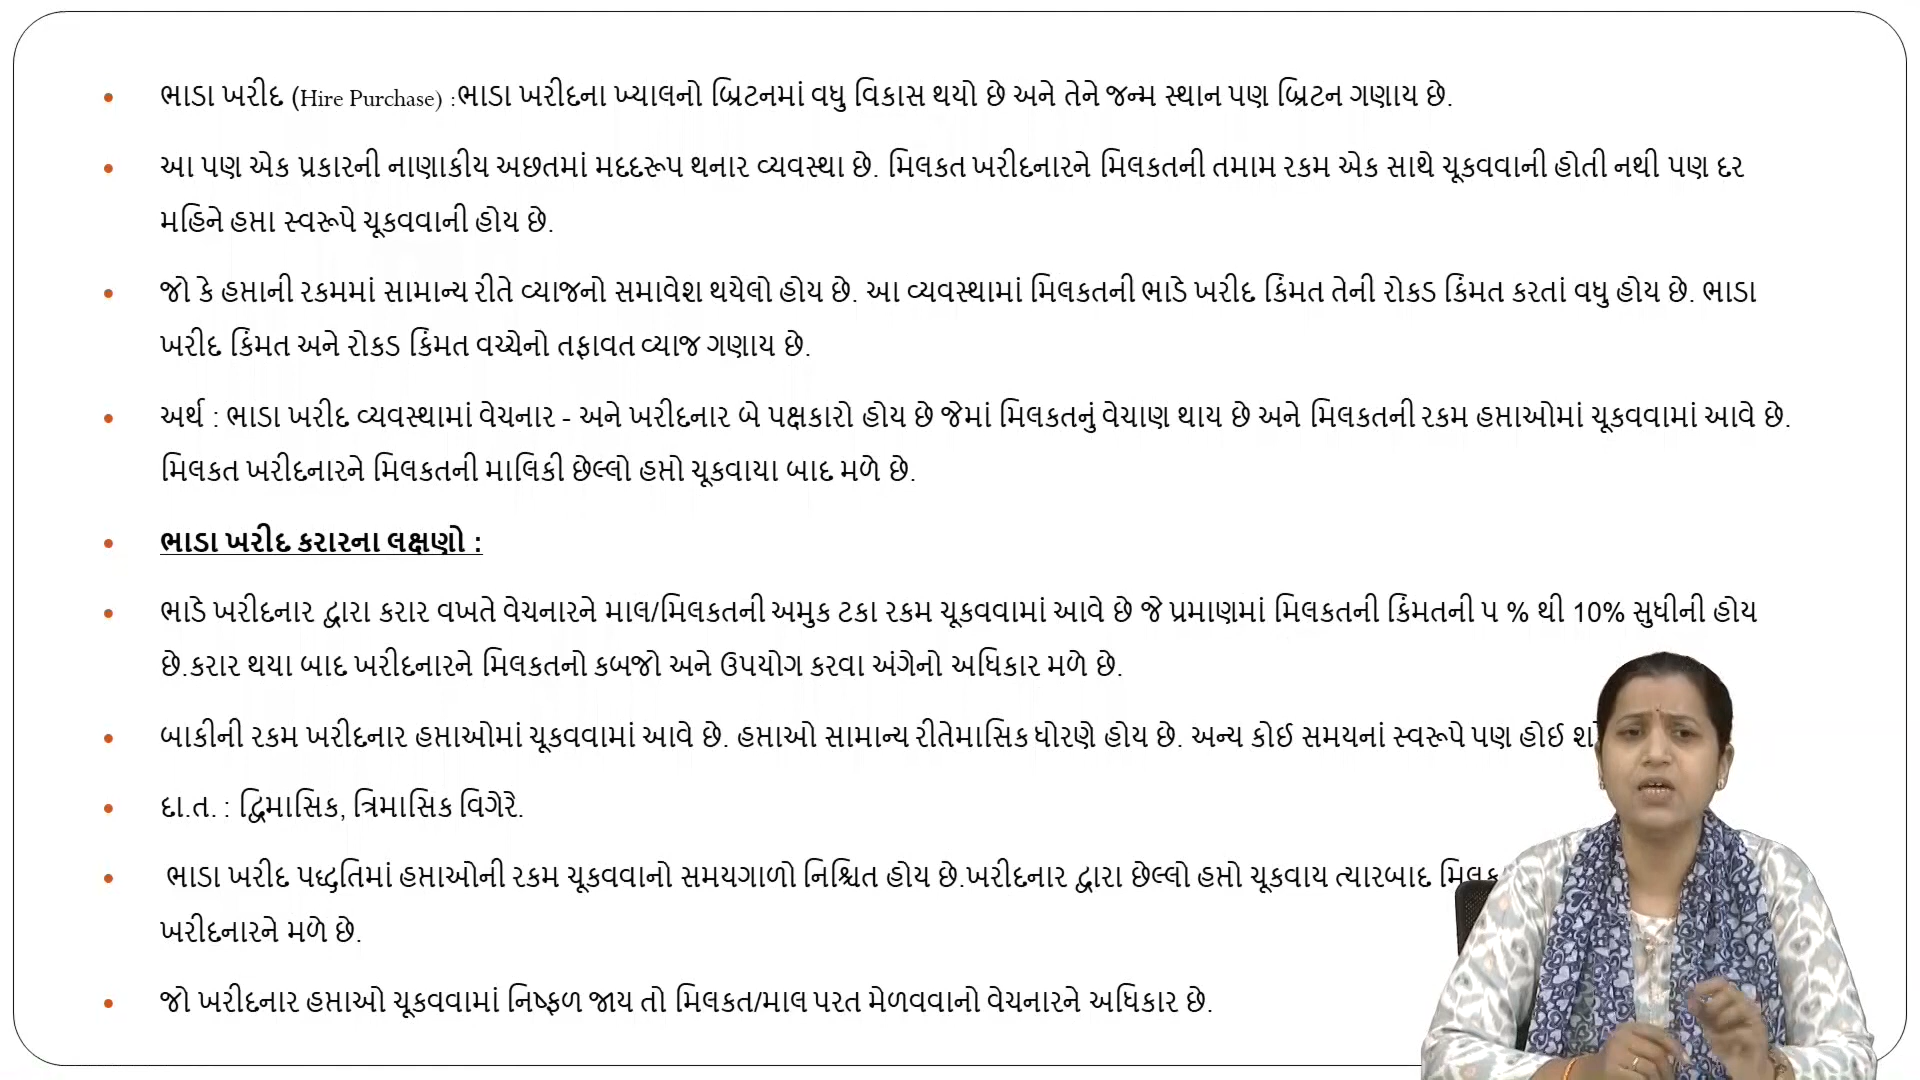 ભાડા ખરીદ (Hire Purchase) :ભાડા ખરીદના ખ્યાલનો બ્રિટનમાં વધુ વિકાસ થયો છે અને તેને જન્મ સ્થાન પણ બ્રિટન ગણાય છે.
આ પણ એક પ્રકારની નાણાકીય અછતમાં મદદરૂપ થનાર વ્યવસ્થા છે. મિલકત ખરીદનારને મિલકતની તમામ રકમ એક સાથે ચૂકવવાની હોતી નથી પણ દર
મહિને હપ્તા સ્વરૂપે ચૂકવવાની હોય છે.
જો કે હપ્તાની રકમમાં સામાન્ય રીતે વ્યાજનો સમાવેશ થયેલો હોય છે. આ વ્યવસ્થામાં મિલકતની ભાડે ખરીદ કિંમત તેની રોકડ કિંમત કરતાં વધુ હોય છે. ભાડા
ખરીદ કિંમત અને રોકડ કિંમત વચ્ચેનો તફાવત વ્યાજ ગણાય છે.
અર્થ : ભાડા ખરીદ વ્યવસ્થામાં વેચનાર - અને ખરીદનાર બે પક્ષકારો હોય છે જેમાં મિલકતનું વેચાણ થાય છે અને મિલકતની રકમ હપ્તાઓમાં ચૂકવવામાં આવે છે.
મિલકત ખરીદનારને મિલકતની માલિકી છેલ્લો હપ્તો ચૂકવાયા બાદ મળે છે.
ભાડા ખરીદ કરારના લક્ષણો :
ભાડે ખરીદનાર દ્વારા કરાર વખતે વેચનારને માલ/મિલકતની અમુક ટકા રકમ ચૂકવવામાં આવે છે જે પ્રમાણમાં મિલકતની કિંમતની પ % થી 10% સુધીની હોય
છે.કરાર થયા બાદ ખરીદનારને મિલકતનો કબજો અને ઉપયોગ કરવા અંગેનો અધિકાર મળે છે.
બાકીની રકમ ખરીદનાર હપ્તાઓમાં ચૂકવવામાં આવે છે. હપ્તાઓ સામાન્ય રીતેમાસિક ધોરણે હોય છે. અન્ય કોઈ સમયનાં સ્વરૂપે પણ હોઈ
દા.ત. : દ્વિમાસિક, ત્રિમાસિક વિગેરે.
ભાડા ખરીદ પદ્ધતિમાં હપ્તાઓની રકમ ચૂકવવાનો સમયગાળો નિશ્ચિત હોય છે.ખરીદનાર દ્વારા છેલ્લો હપ્તો ચૂકવાય ત્યારબાદ
ખરીદનારને મળે છે.
જો ખરીદનાર હપ્તાઓ ચૂકવવામાં નિષ્ફળ જાય તો મિલકત/માલ પરત મેળવવાનો વેચનારને અધિકાર છે.